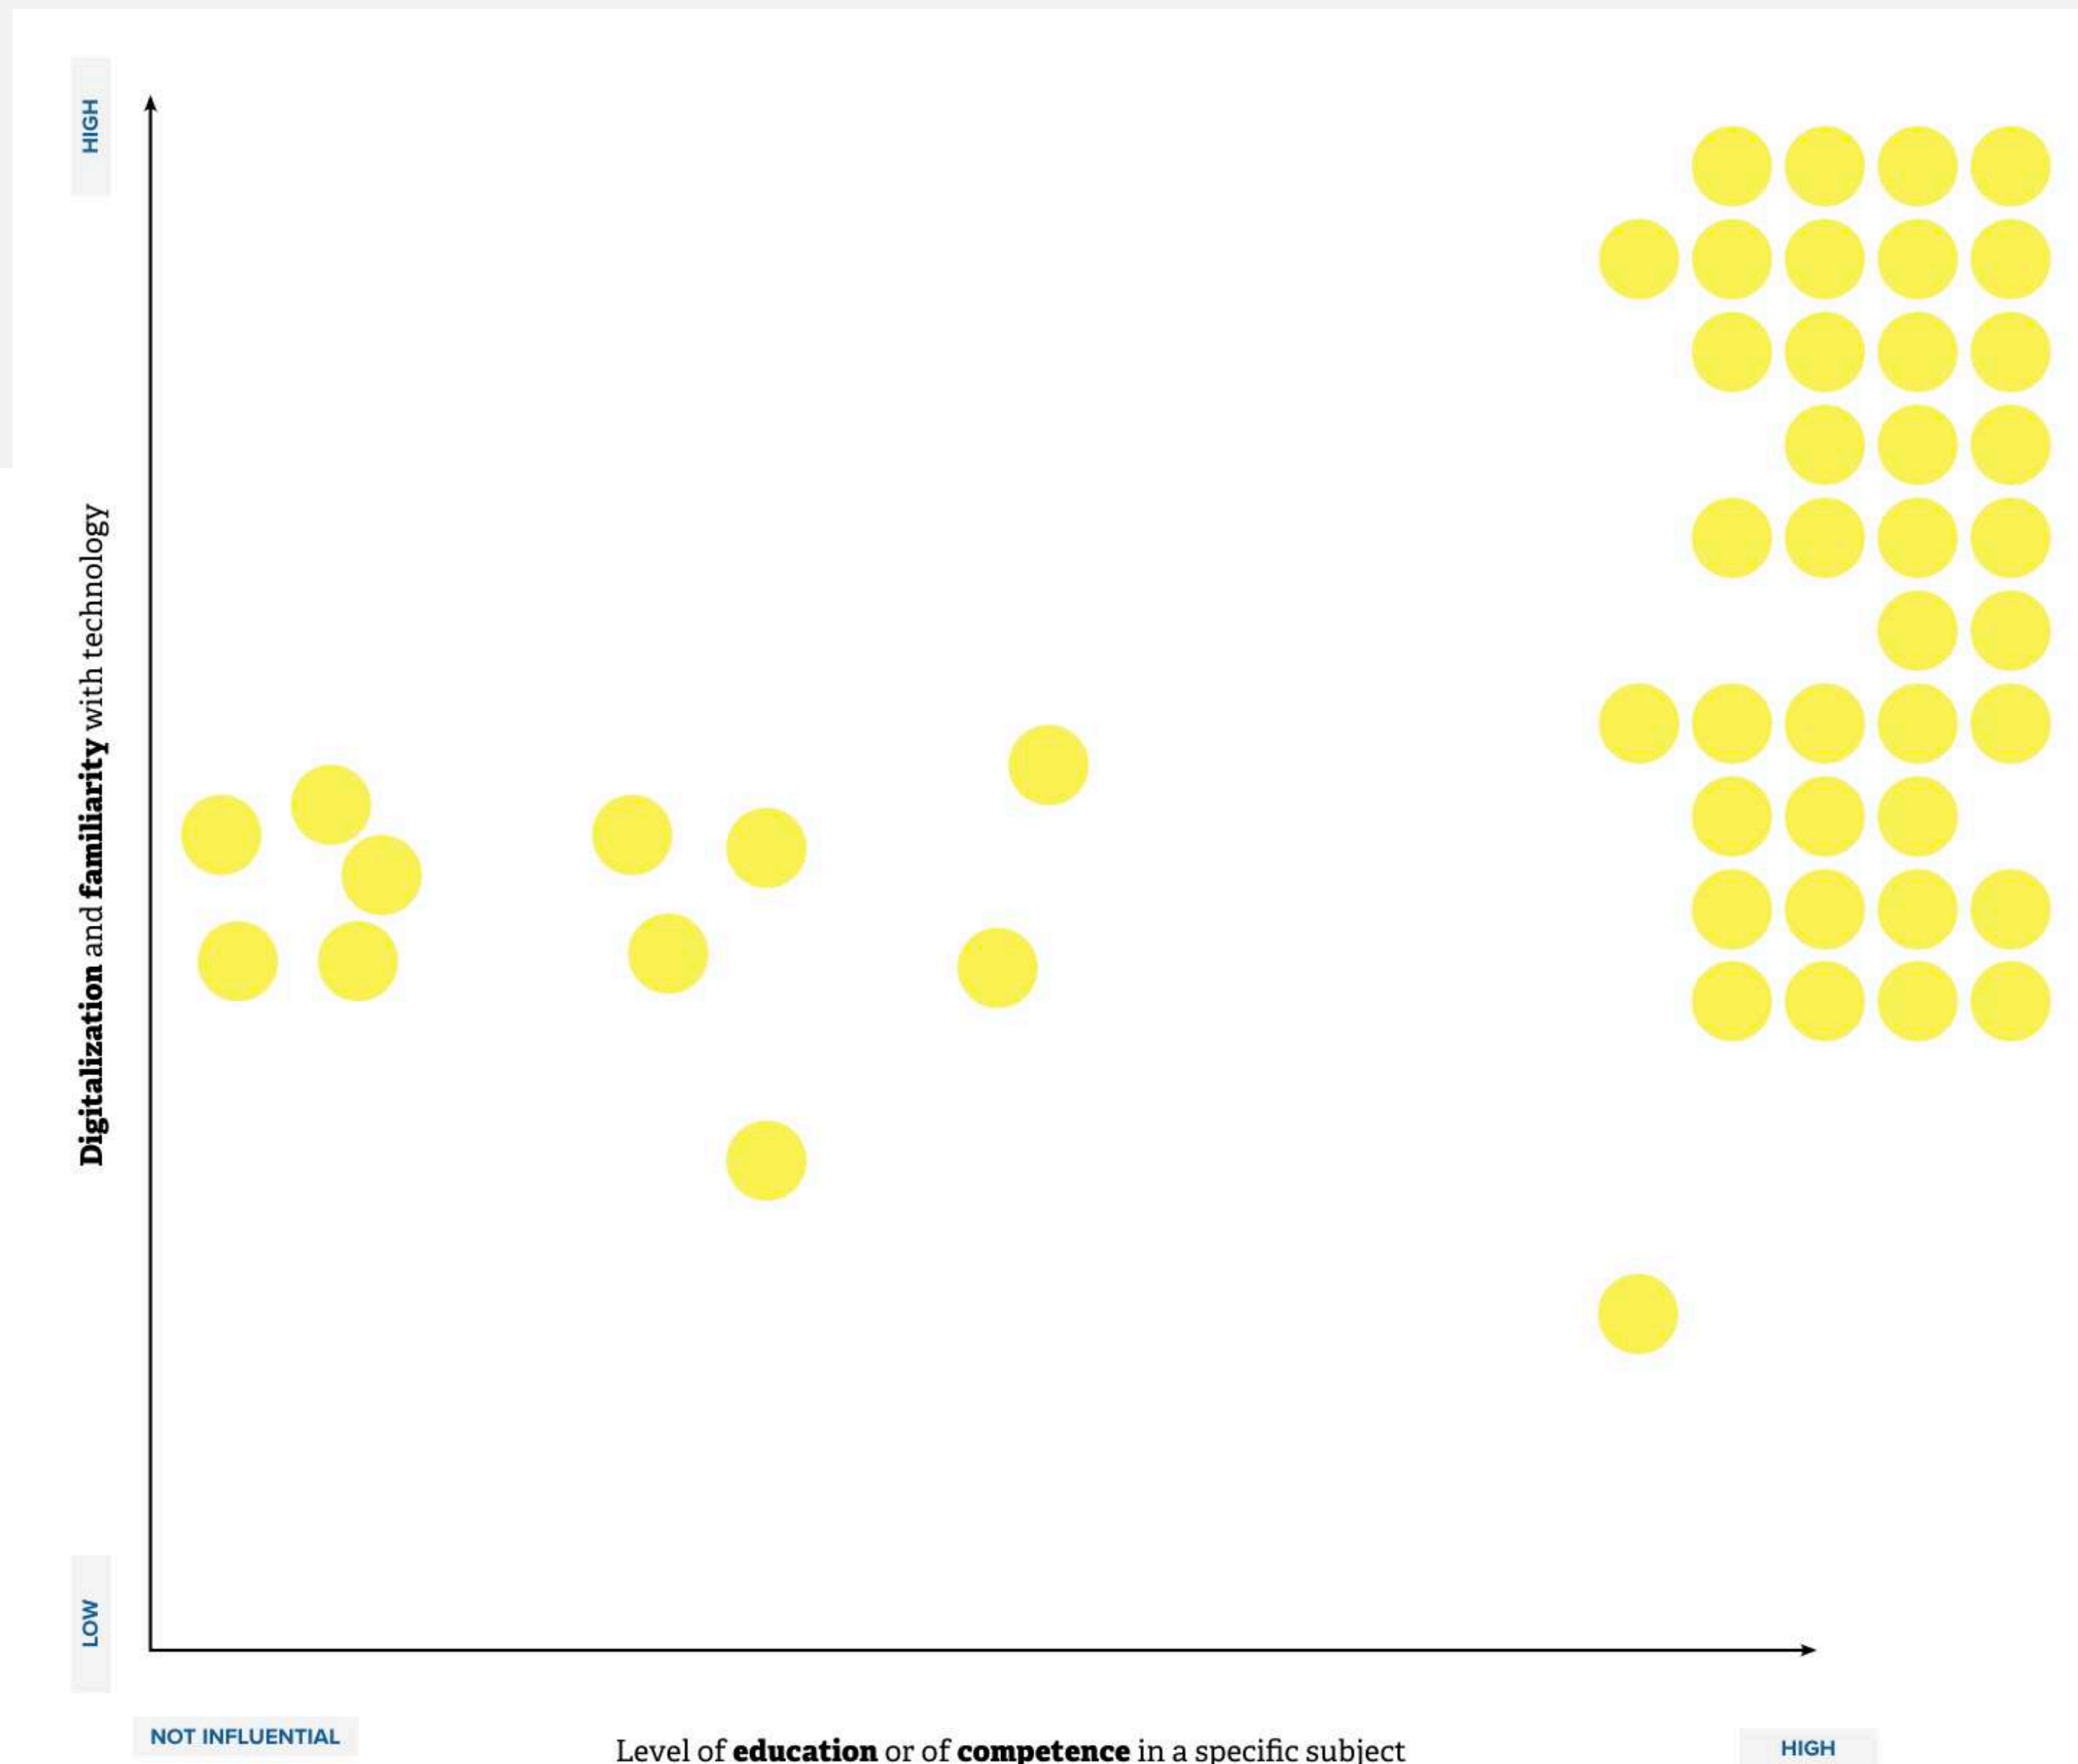 HIGH
Digitalization and familiarity with technology
LOW
NOT INFLUENTIAL
Level of education or of competence in a specific subject
HIGH